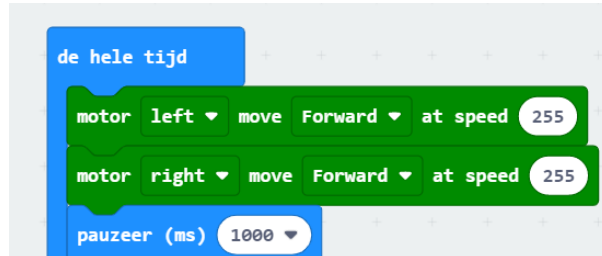 de hele tijd
motor left move Forward at speed 255
motor right move Forward at speed 255
pauzeer (ms) 1000